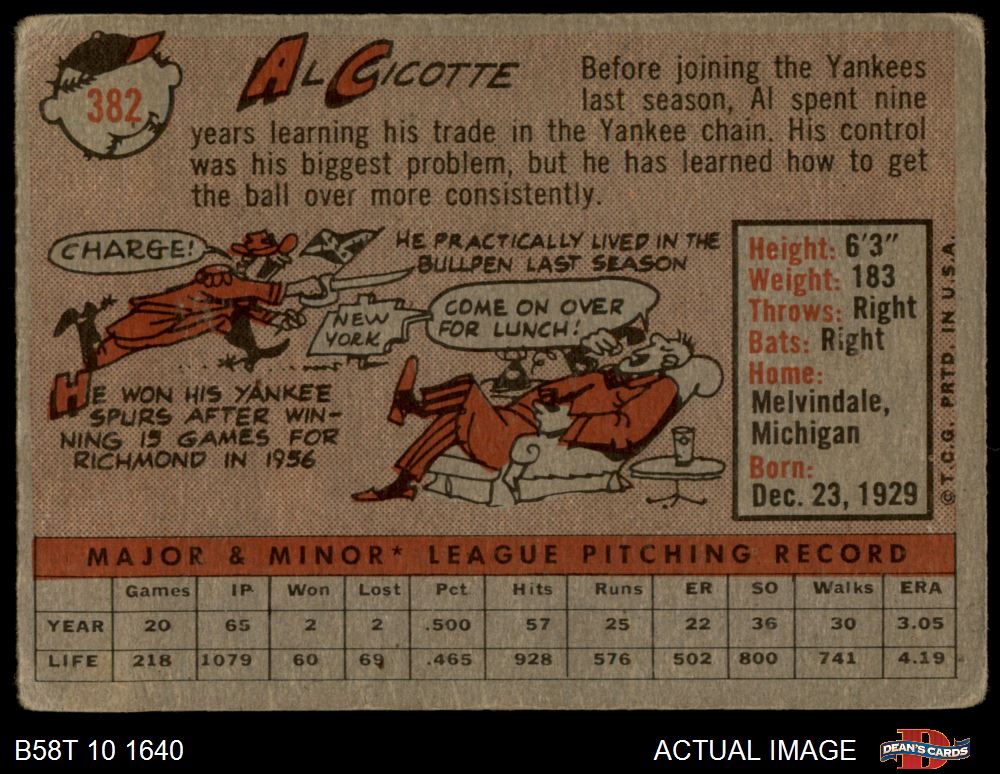 382
AL CICOTTE
Before joining the Yankees
last season, Al spent nine
years learning his trade in the Yankee chain. His control
was his biggest problem, but he has learned how to get
the ball over more consistently.
CHARGE!
HE WON HIS YANKEE
SPURS AFTER WIN-
NING 15 GAMES FOR
RICHMOND IN 1956
HE PRACTICALLY LIVED IN THE
BULLPEN LAST SEASON
NEW
YORK
COME ON OVER
FOR LUNCH!
Height: 6'3"
Weight: 183
Throws: Right
Bats: Right
Home:
Melvindale,
Michigan
Born:
Dec. 23, 1929
© T.C.G. PRTD. IN U.S.A.
MAJOR & MINOR* LEAGUE PITCHING RECORD
Games IP Won Lost Pct Hits Runs ER SO Walks ERA
YEAR 20 65 2 2 .500 57 25 22 36 30 3.05
LIFE 218 1079 60 69 .465 928 576 502 800 741 4.19
B58T 10 1640
ACTUAL IMAGE
DEAN'S CARDS